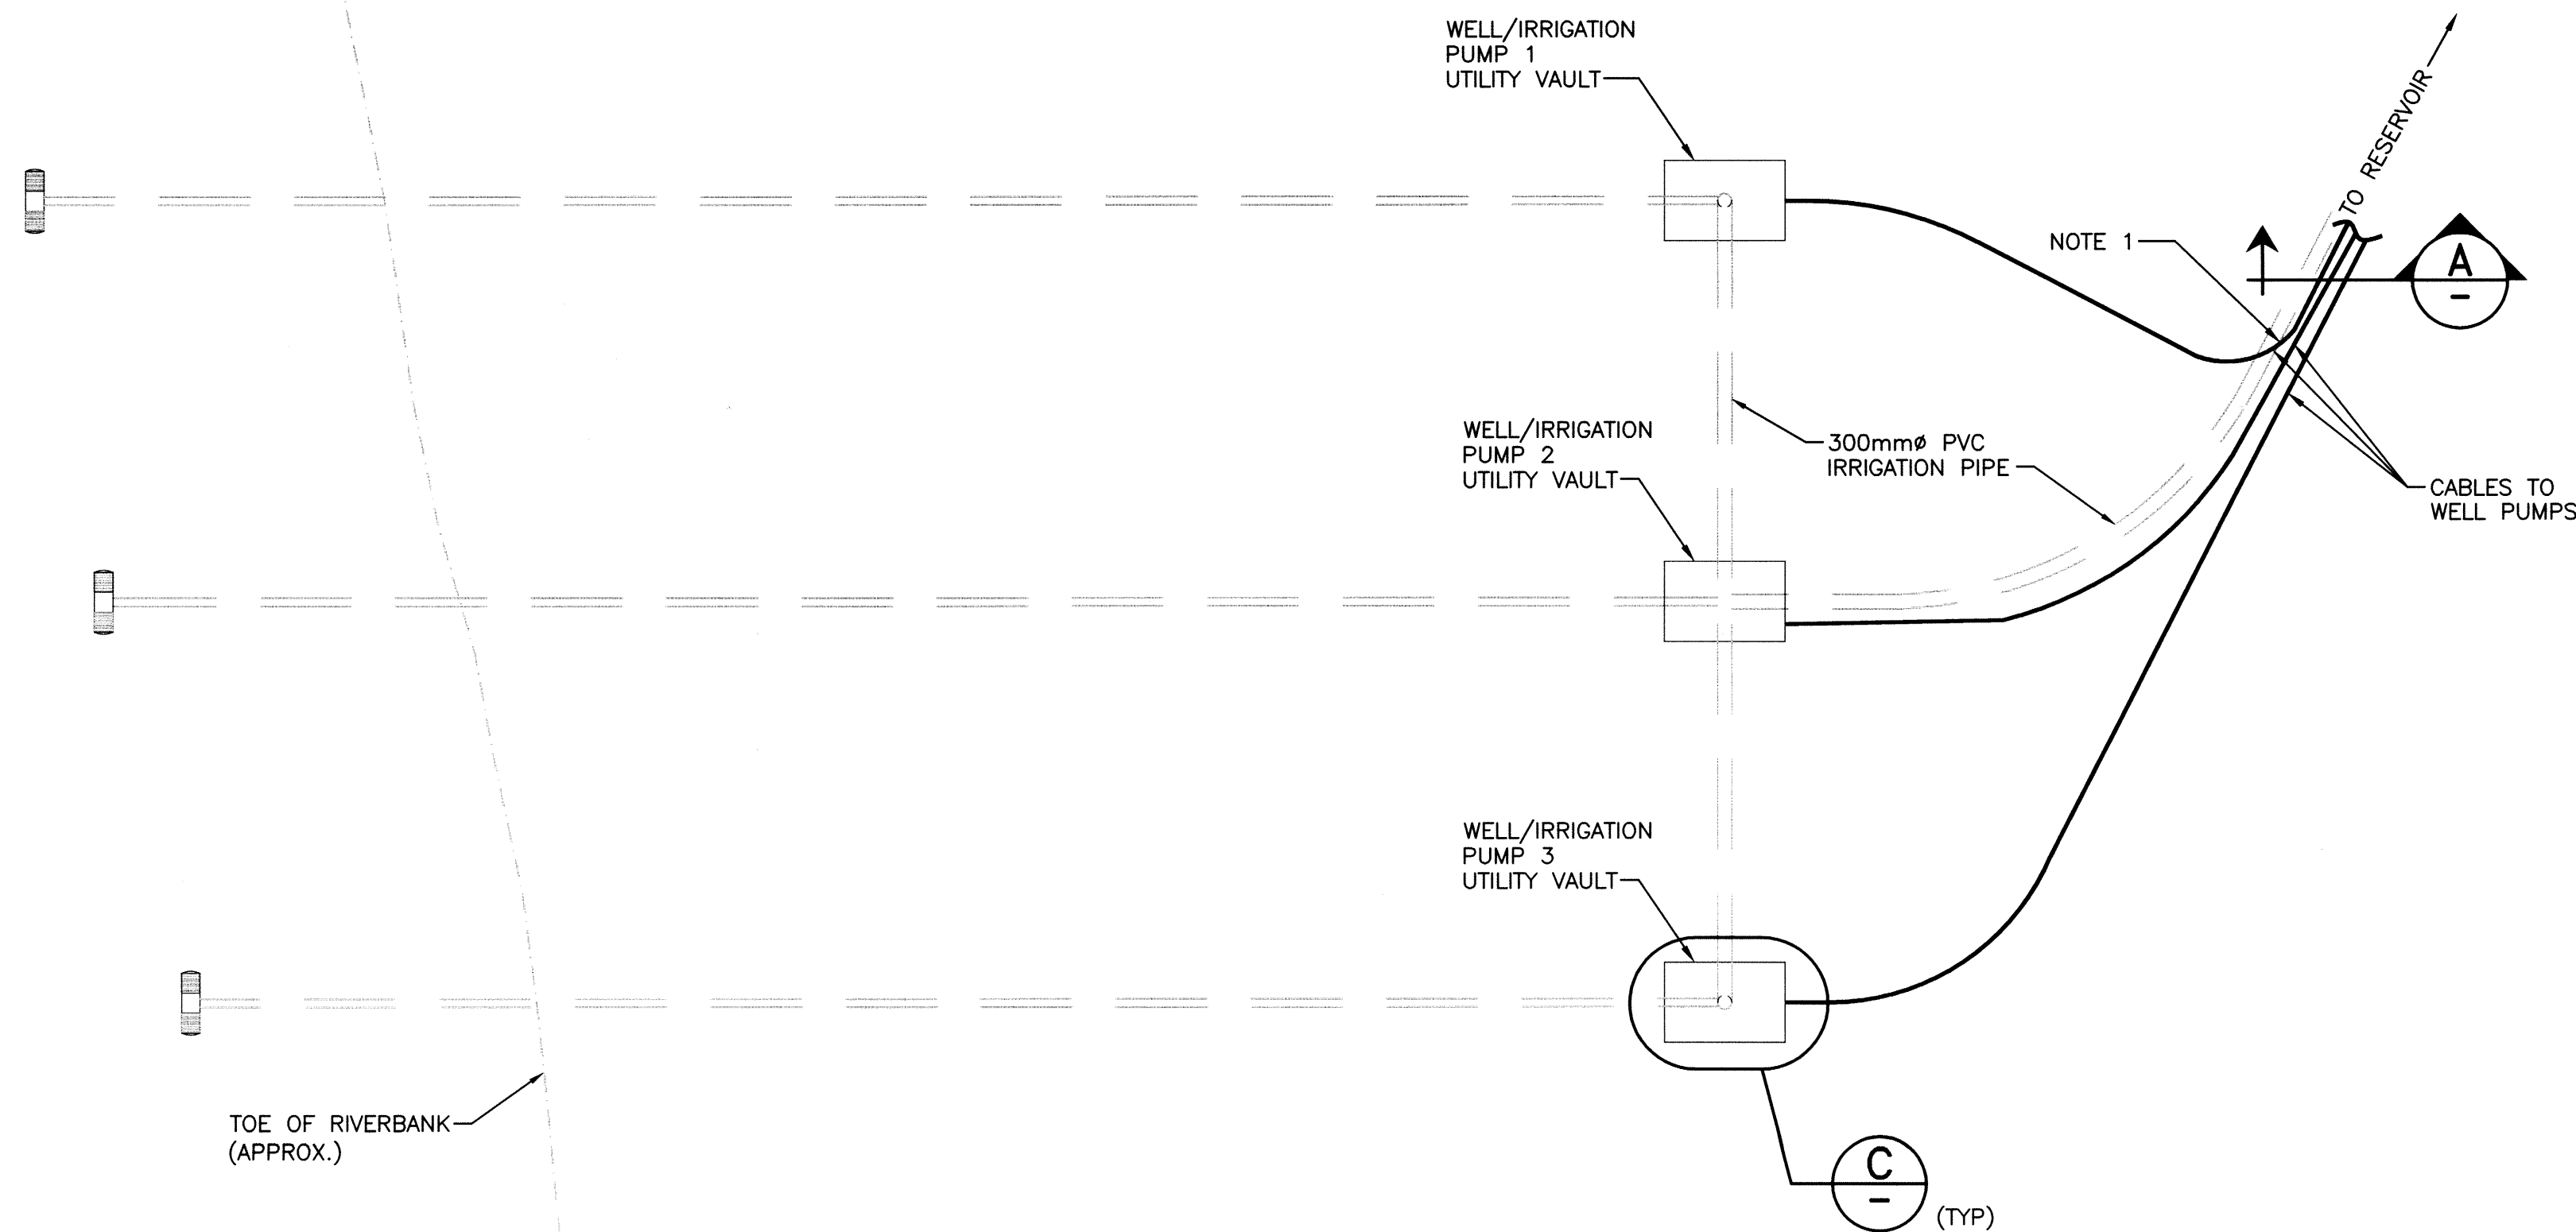 WELL/IRRIGATION
PUMP 1
UTILITY VAULT
TO RESERVOIR
NOTE 1
A
-
WELL/IRRIGATION
PUMP 2
UTILITY VAULT
300mmø PVC
IRRIGATION PIPE
CABLES TO
WELL PUMPS
WELL/IRRIGATION
PUMP 3
UTILITY VAULT
TOE OF RIVERBANK
(APPROX.)
C
-
(TYP)